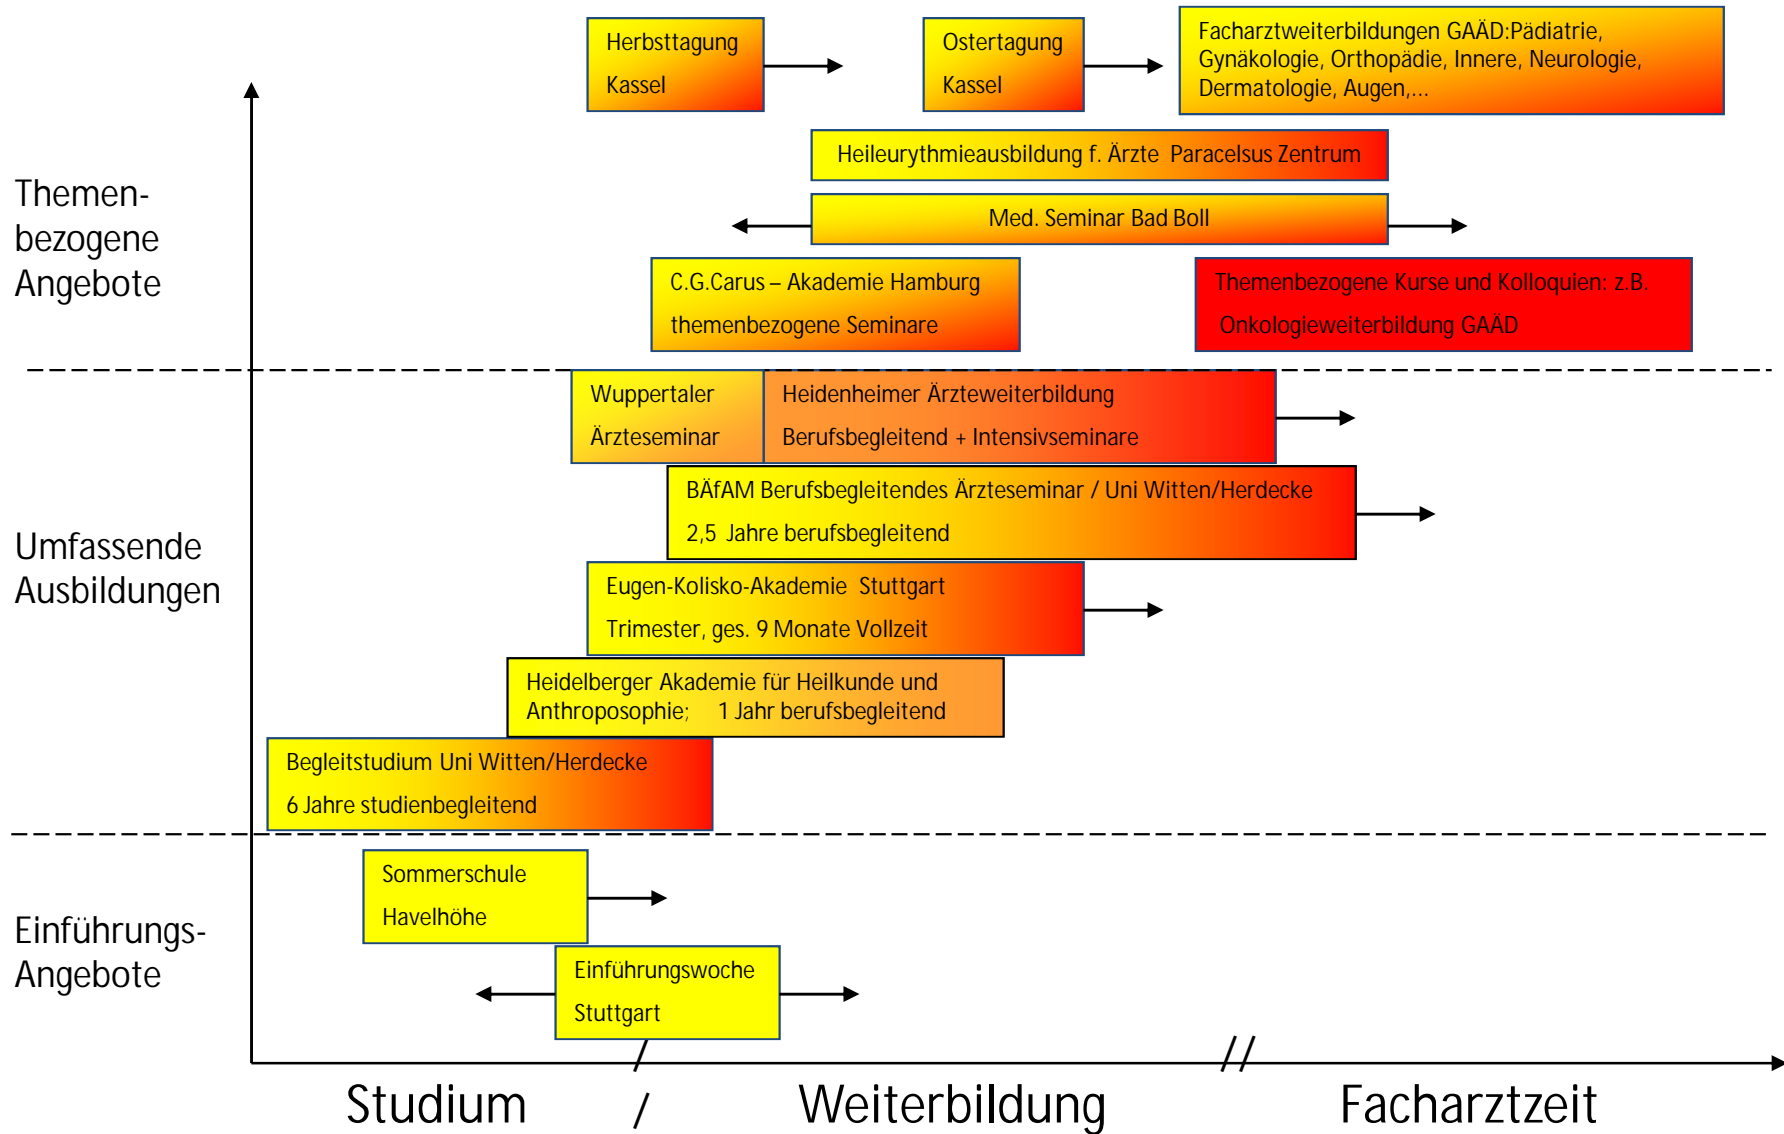 Herbsttagung
Kassel
Ostertagung
Kassel
Facharztweiterbildungen GAÄD:Pädiatrie,
Gynäkologie, Orthopädie, Innere, Neurologie,
Dermatologie, Augen,...
Heileurythmieausbildung f. Ärzte Paracelsus Zentrum
Themen-
bezogene
Angebote
Med. Seminar Bad Boll
C.G.Carus – Akademie Hamburg
themenbezogene Seminare
Themenbezogene Kurse und Kolloquien: z.B.
Onkologieweiterbildung GAÄD
Wuppertaler
Ärzteseminar
Heidenheimer Ärzteweiterbildung
Berufsbegleitend + Intensivseminare
BÄfAM Berufsbegleitendes Ärzteseminar / Uni Witten/Herdecke
2,5 Jahre berufsbegleitend
Umfassende
Ausbildungen
Eugen-Kolisko-Akademie Stuttgart
Trimester, ges. 9 Monate Vollzeit
Heidelberger Akademie für Heilkunde und
Anthroposophie; 1 Jahr berufsbegleitend
Begleitstudium Uni Witten/Herdecke
6 Jahre studienbegleitend
Sommerschule
Havelhöhe
Einführungs-
Angebote
Einführungswoche
Stuttgart
/ //
Studium / Weiterbildung Facharztzeit